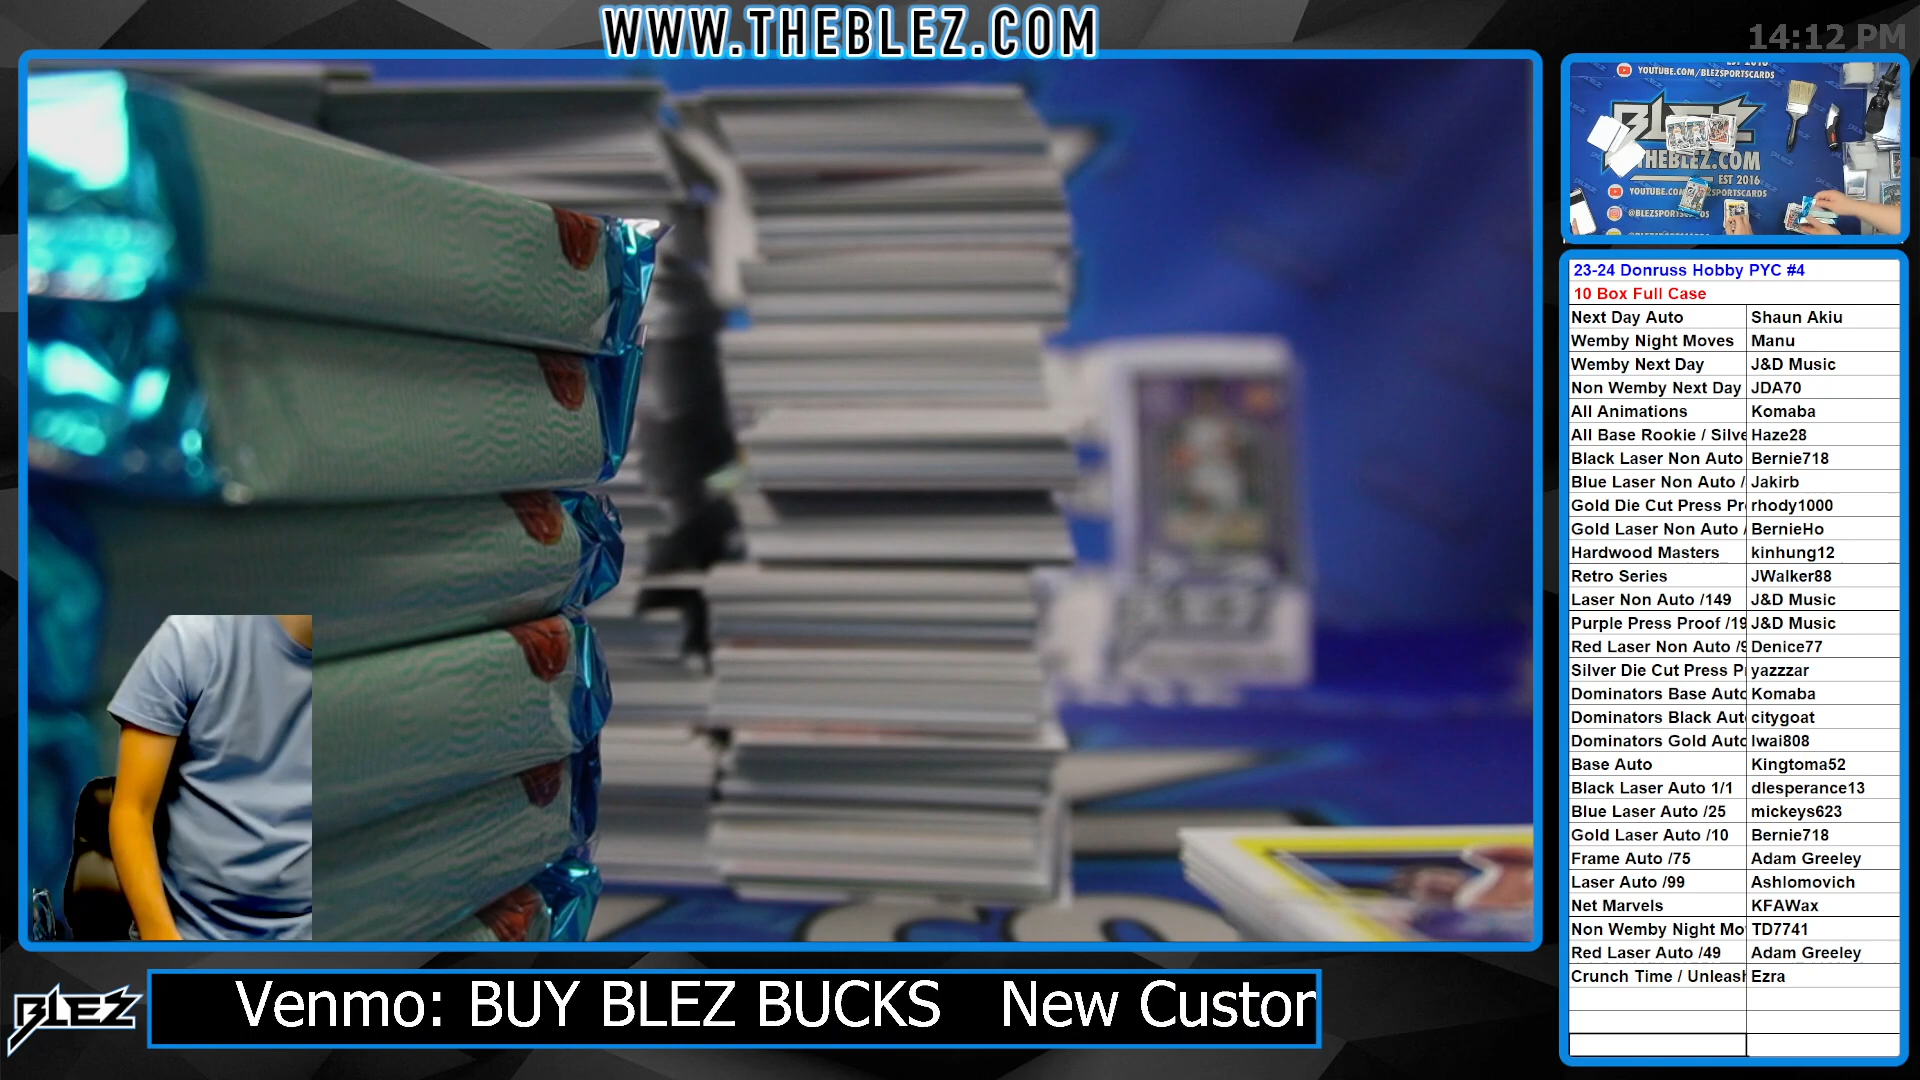 WWW.THEBLEZ.COM
14:12 PM
YOUTUBE.COM/BLEZSPORTSCARDS
BLEZ
THEBLEZ.COM
EST 2016
@BLEZSPORTS
23-24 Donruss Hobby PYC #4
10 Box Full Case
Next Day Auto Shaun Akiu
Wemby Night Moves Manu
Wemby Next Day J&D Music
Non Wemby Next Day JDA70
All Animations Komaba
All Base Rookie / Silve Haze28
Black Laser Non Auto Bernie718
Blue Laser Non Auto / Jakirb
Gold Die Cut Press Pr rhody1000
Gold Laser Non Auto / BernieHo
Hardwood Masters kinhung12
Retro Series JWalker88
Laser Non Auto /149 J&D Music
Purple Press Proof /19 J&D Music
Red Laser Non Auto /9 Denice77
Silver Die Cut Press P yazzzar
Dominators Base Auto Komaba
Dominators Black Aut citygoat
Dominators Gold Auto Iwai808
Base Auto Kingtoma52
Black Laser Auto 1/1 dlesperance13
Blue Laser Auto /25 mickeys623
Gold Laser Auto /10 Bernie718
Frame Auto /75 Adam Greeley
Laser Auto /99 Ashlomovich
Net Marvels KFAWax
Non Wemby Night Mo TD7741
Red Laser Auto /49 Adam Greeley
Crunch Time / Unleash Ezra
BLEZ
Venmo: BUY BLEZ BUCKS New Custom